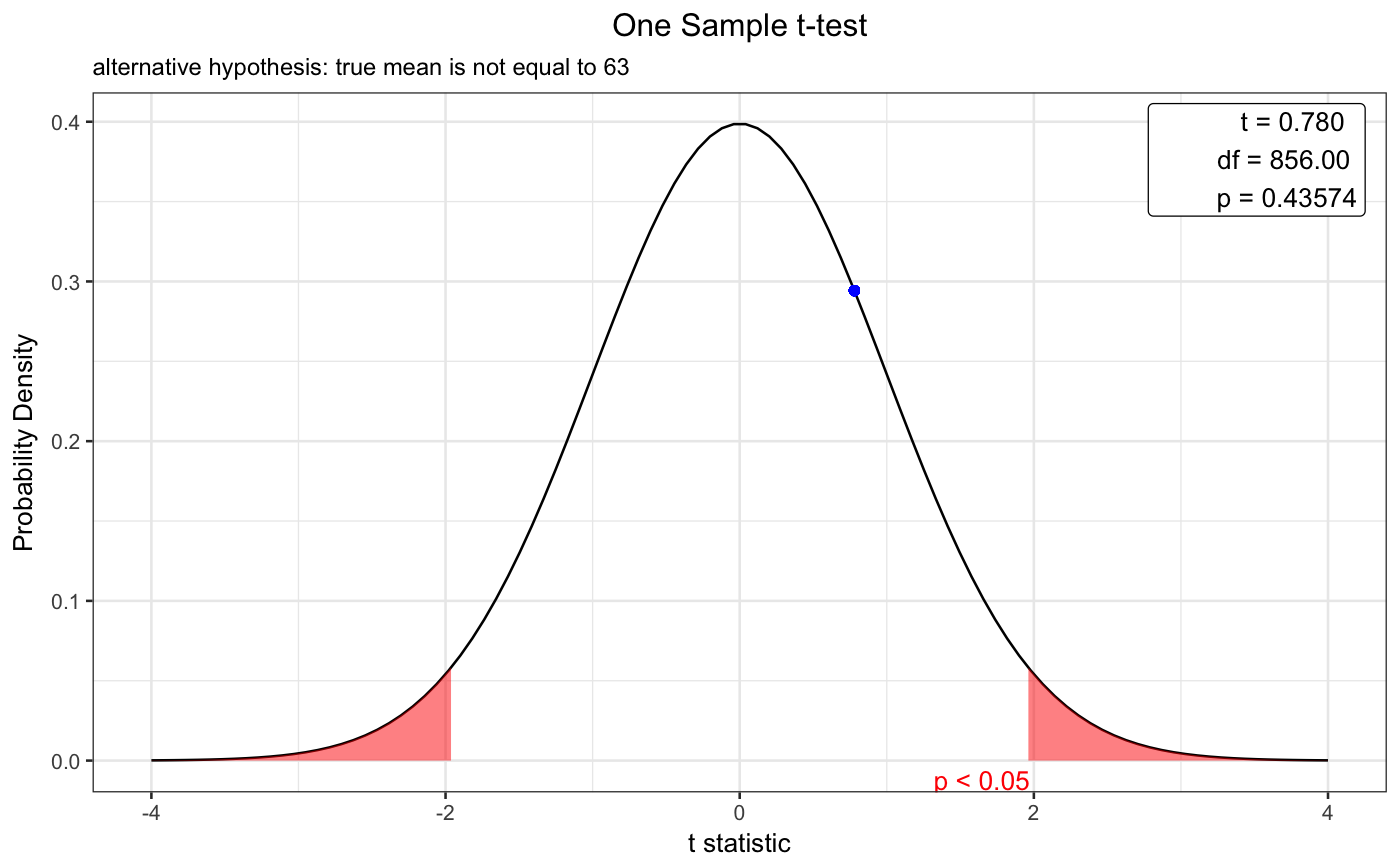 One Sample t-test
alternative hypothesis: true mean is not equal to 63
t = 0.780
df = 856.00
p = 0.43574
Probability Density
0.4
0.3
0.2
0.1
0.0
p < 0.05
-4
-2
0
2
4
t statistic